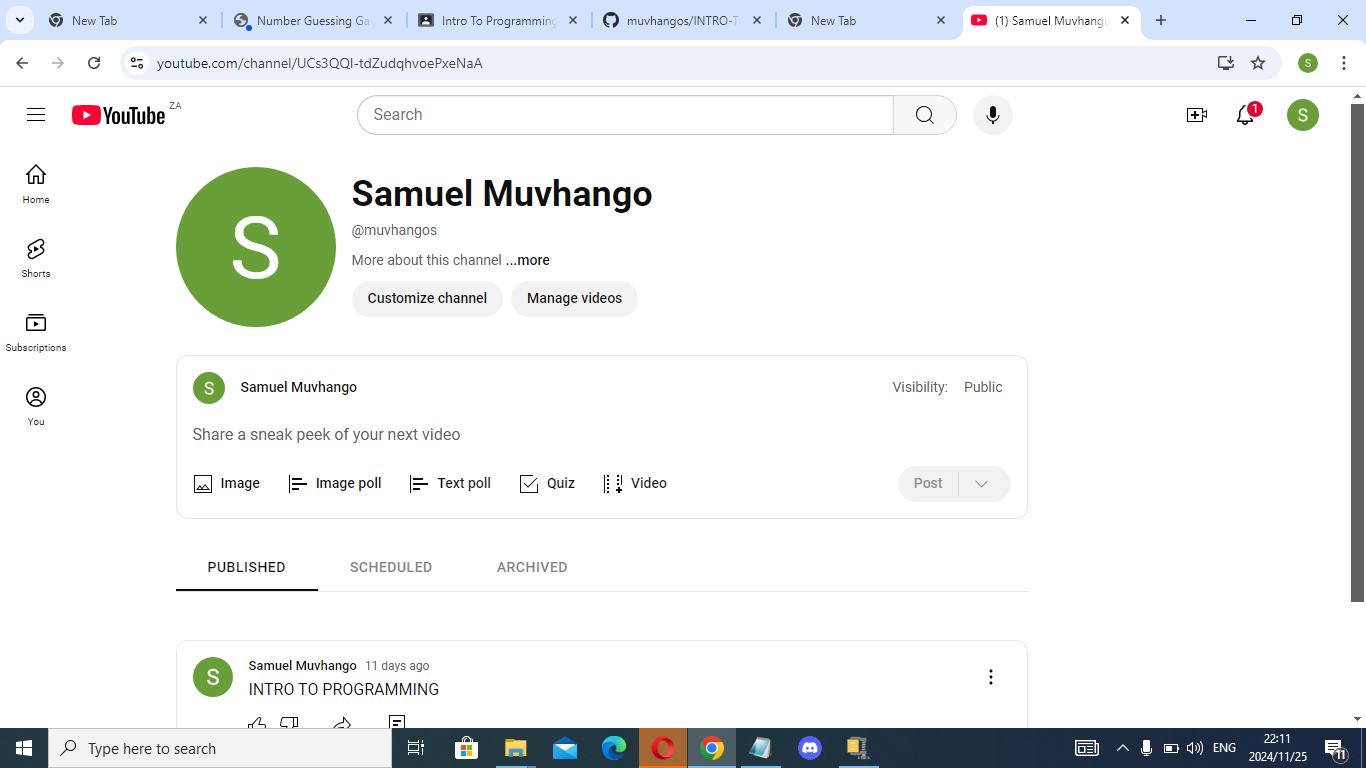 New Tab
Number Guessing Ga
Intro To Programming
muvhangos/INTRO-T
New Tab
(1) Samuel Muvhango
youtube.com/channel/UCs3QQI-tdZudqhvoePxeNaA
S
YouTube ZA
Search
1
S
Home
Shorts
Subscriptions
You
S
Samuel Muvhango
@muvhangos
More about this channel ...more
Customize channel
Manage videos
S
Samuel Muvhango
Visibility: Public
Share a sneak peek of your next video
Image
Image poll
Text poll
Quiz
Video
Post
PUBLISHED
SCHEDULED
ARCHIVED
S
Samuel Muvhango 11 days ago
INTRO TO PROGRAMMING
Type here to search
ENG
22:11
2024/11/25
11